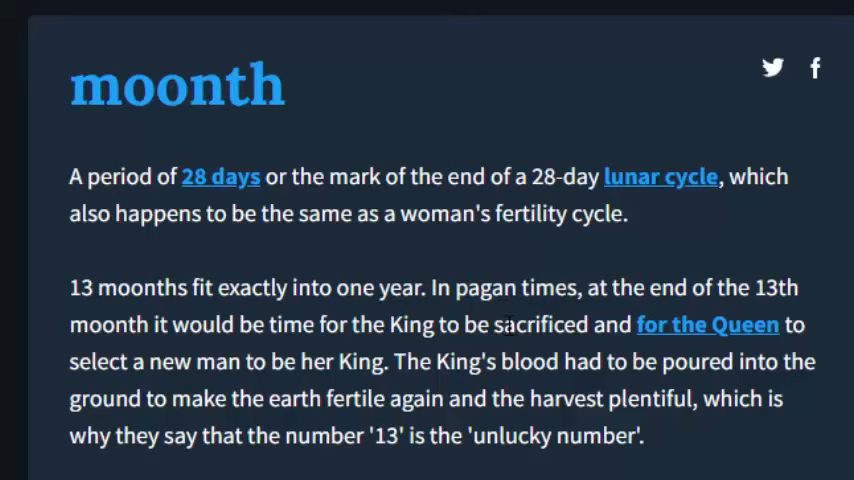 moonth
A period of 28 days or the mark of the end of a 28-day lunar cycle, which
also happens to be the same as a woman's fertility cycle.
13 moonths fit exactly into one year. In pagan times, at the end of the 13th
moonth it would be time for the King to be sacrificed and for the Queen to
select a new man to be her King. The King's blood had to be poured into the
ground to make the earth fertile again and the harvest plentiful, which is
why they say that the number '13' is the 'unlucky number'.